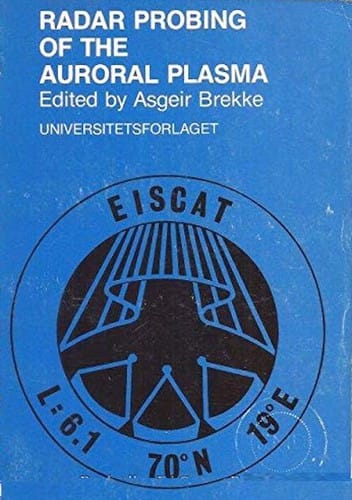 RADAR PROBING
OF THE
AURORAL PLASMA
Edited by Asgeir Brekke
UNIVERSITETSFORLAGET
EISCAT
L=6.1
70°N
19°E